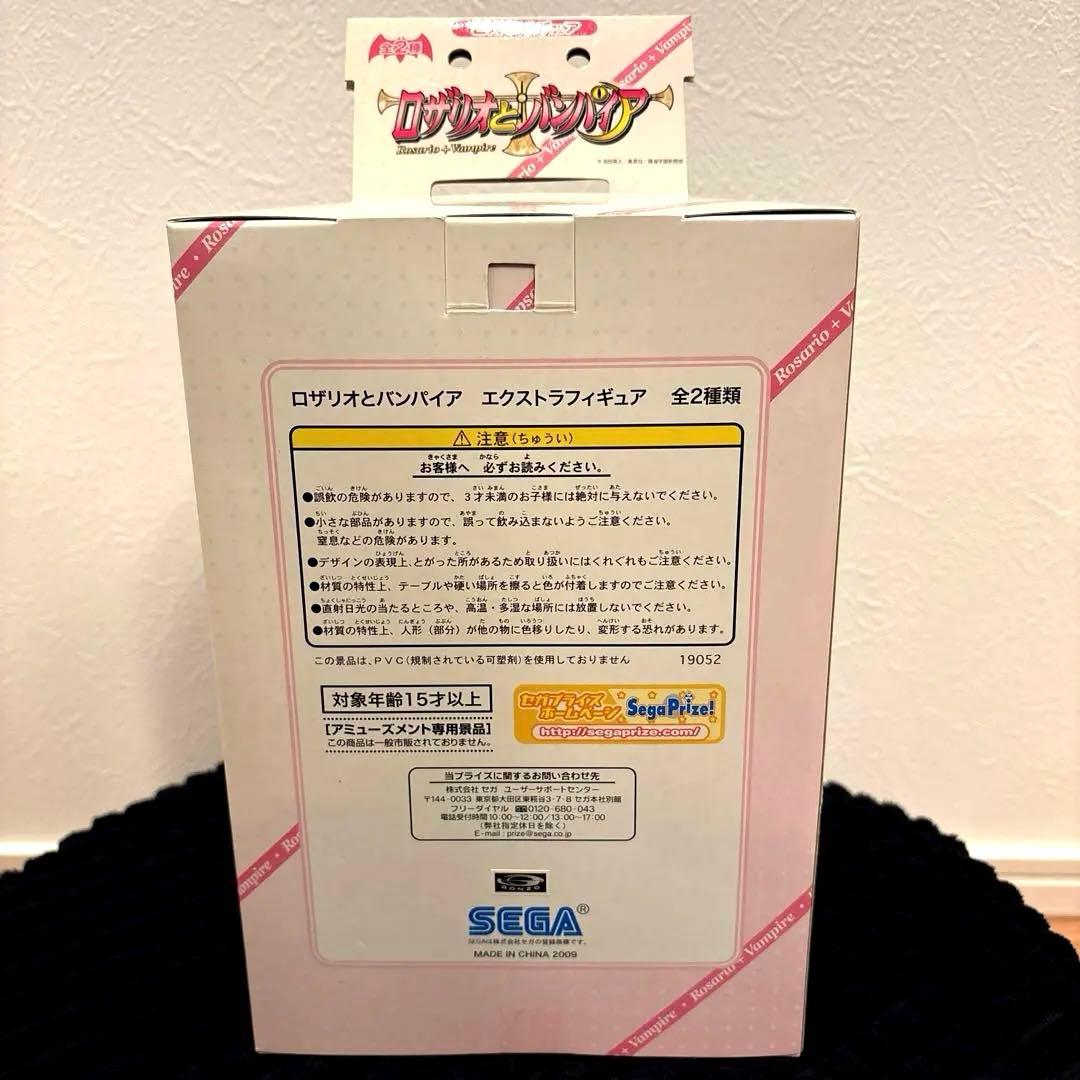 全2種
ロザリオとバンパイア
Rosario+Vampire
Rosario + Vampire
ロザリオとバンパイア エクストラフィギュア 全2種類
⚠ 注意(ちゅうい)
お客様へ 必ずお読みください。
●誤飲の危険がありますので、3才未満のお子様には絶対に与えないでください。
●小さな部品がありますので、誤って飲み込まないようご注意ください。
窒息などの危険があります。
●デザインの表現上、とがった所があるため取り扱いにはくれぐれもご注意ください。
●材質の特性上、テーブルや硬い場所を擦ると色が付着しますのでご注意ください。
●直射日光の当たるところや、高温・多湿な場所には放置しないでください。
●材質の特性上、人形(部分)が他の物に色移りしたり、変形する恐れがあります。
この景品は、PVC(規制されている可塑剤)を使用しておりません 19052
対象年齢15才以上
[アミューズメント専用景品]
この商品は一般市販されておりません。
セガプライズ
ホームページ SegaPrize!
http://segaprize.com/
当プライズに関するお問い合わせ先
株式会社 セガ ユーザーサポートセンター
〒144-0033 東京都大田区東糀谷3-7-8 セガ本社別館
フリーダイヤル 0120-680-043
電話受付時間 10:00~12:00/13:00~17:00
(弊社指定休日を除く)
E-mail : prize@sega.co.jp
GONZO
SEGA®
SEGAは株式会社セガの登録商標です。
MADE IN CHINA 2009
Rosario + Vampire